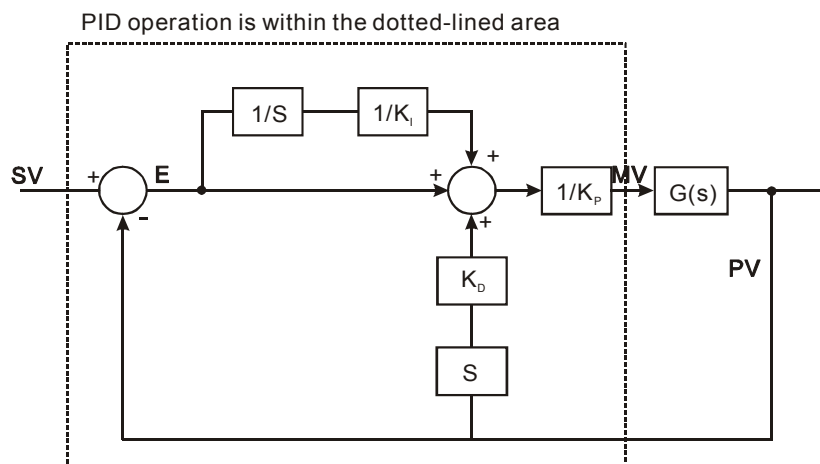 PID operation is within the dotted-lined area
1/S
1/K_I
+
SV
+
E
+
MV
1/K_P
G(s)
-
+
PV
K_D
S